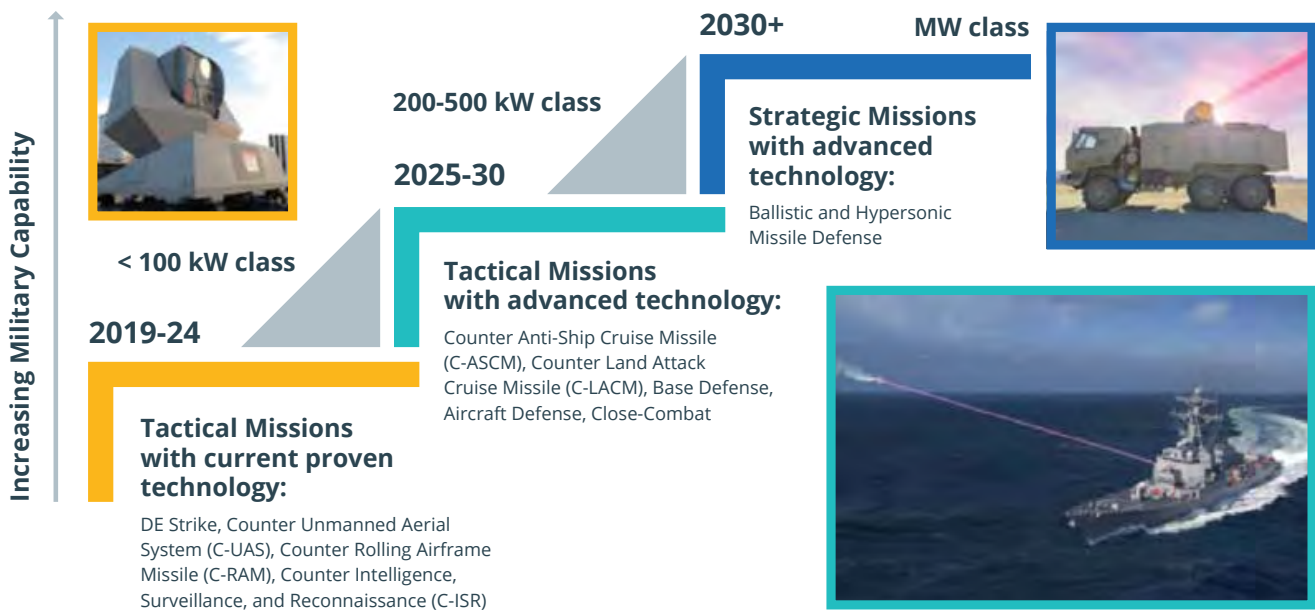 Increasing Military Capability
2030+
MW class
200-500 kW class
Strategic Missions
with advanced
technology:
Ballistic and Hypersonic
Missile Defense
2025-30
< 100 kW class
Tactical Missions
with advanced technology:
Counter Anti-Ship Cruise Missile
(C-ASCM), Counter Land Attack
Cruise Missile (C-LACM), Base Defense,
Aircraft Defense, Close-Combat
2019-24
Tactical Missions
with current proven
technology:
DE Strike, Counter Unmanned Aerial
System (C-UAS), Counter Rolling Airframe
Missile (C-RAM), Counter Intelligence,
Surveillance, and Reconnaissance (C-ISR)